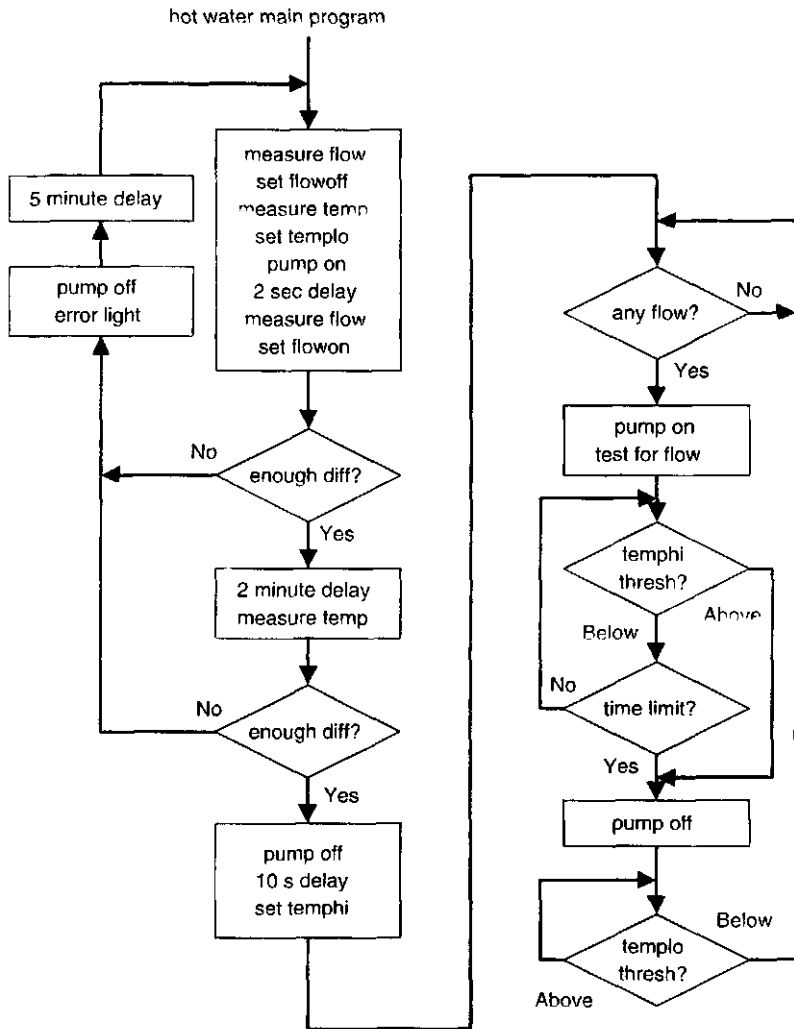 hot water main program
measure flow
set flowoff
measure temp
set templo
pump on
2 sec delay
measure flow
set flowon
5 minute delay
pump off
error light
No
enough diff?
Yes
2 minute delay
measure temp
No
enough diff?
Yes
pump off
10 s delay
set temphi
any flow?
No
Yes
pump on
test for flow
temphi
thresh?
Above
Below
No
time limit?
Yes
pump off
templo
thresh?
Below
Above